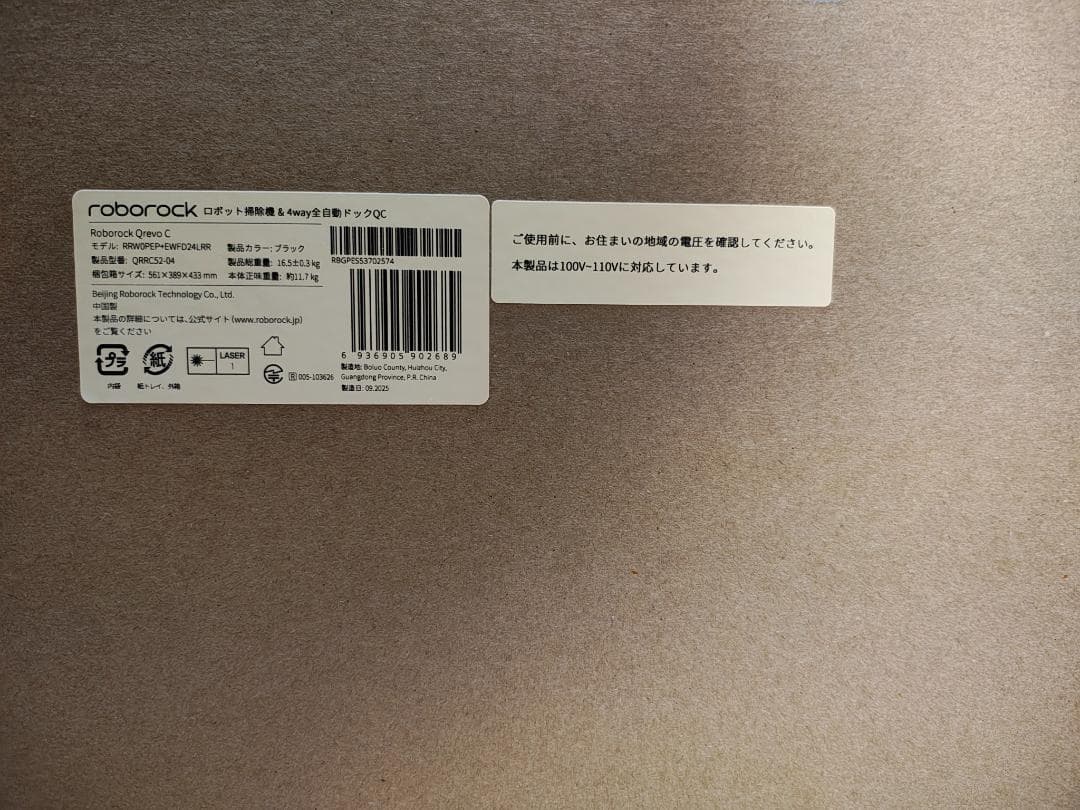 roborock ロボット掃除機 & 4way全自動ドックQC
Roborock Qrevo C
モデル: RRW0PEP+EWFD24LRR 製品カラー: ブラック
製品型番: QRRC52-04 製品総重量: 16.5±0.3 kg
梱包箱サイズ: 561×389×433 mm 本体正味重量: 約11.7 kg
Beijing Roborock Technology Co., Ltd.
中国製
本製品の詳細については、公式サイト(www.roborock.jp)
をご覧ください
プラ
内袋
紙
紙トレイ、外箱
LASER
1
R 005-103626
RBGPES53702574
6 936905 902689
製造地: Boluo County, Huizhou City,
Guangdong Province, P.R. China
製造日: 09.2025
ご使用前に、お住まいの地域の電圧を確認してください。
本製品は100V~110Vに対応しています。